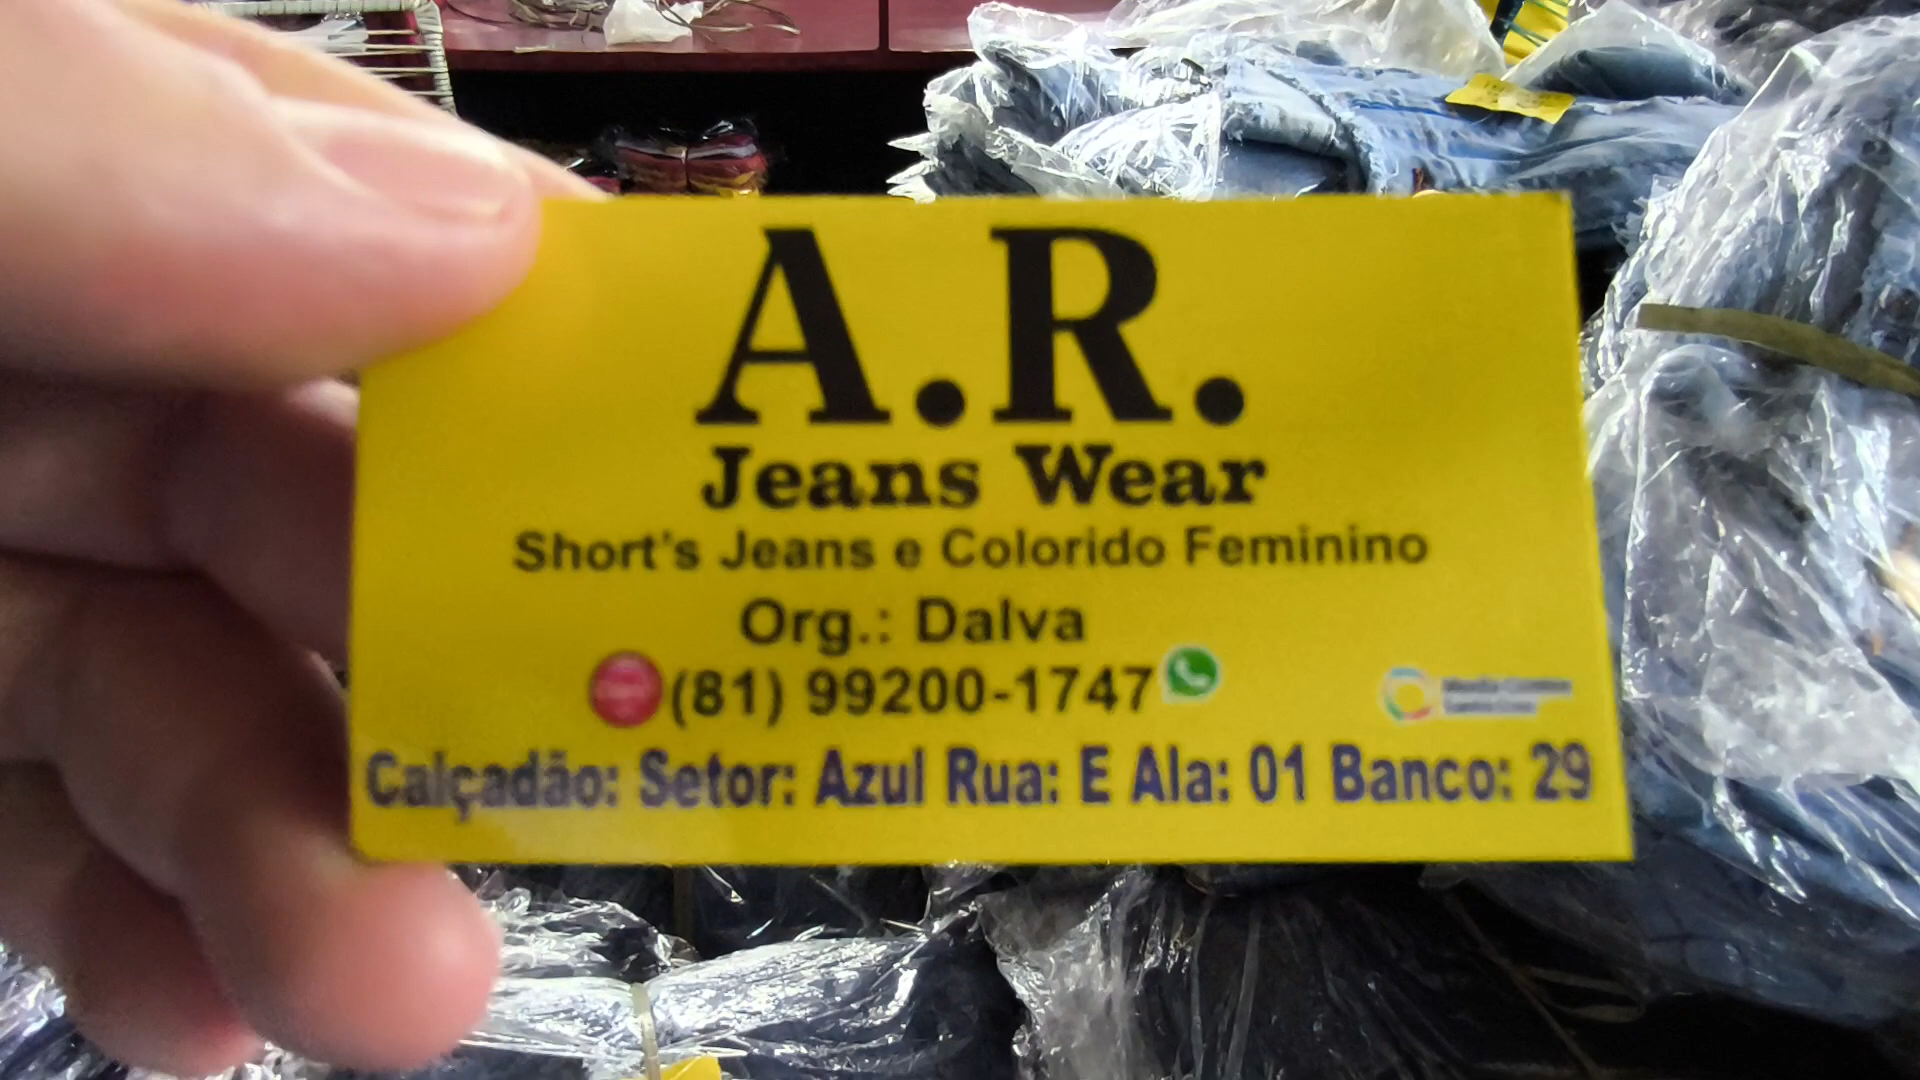 A.R.
Jeans Wear
Short's Jeans e Colorido Feminino
Org.: Dalva
(81) 99200-1747
Calçadão: Setor: Azul Rua: E Ala: 01 Banco: 29